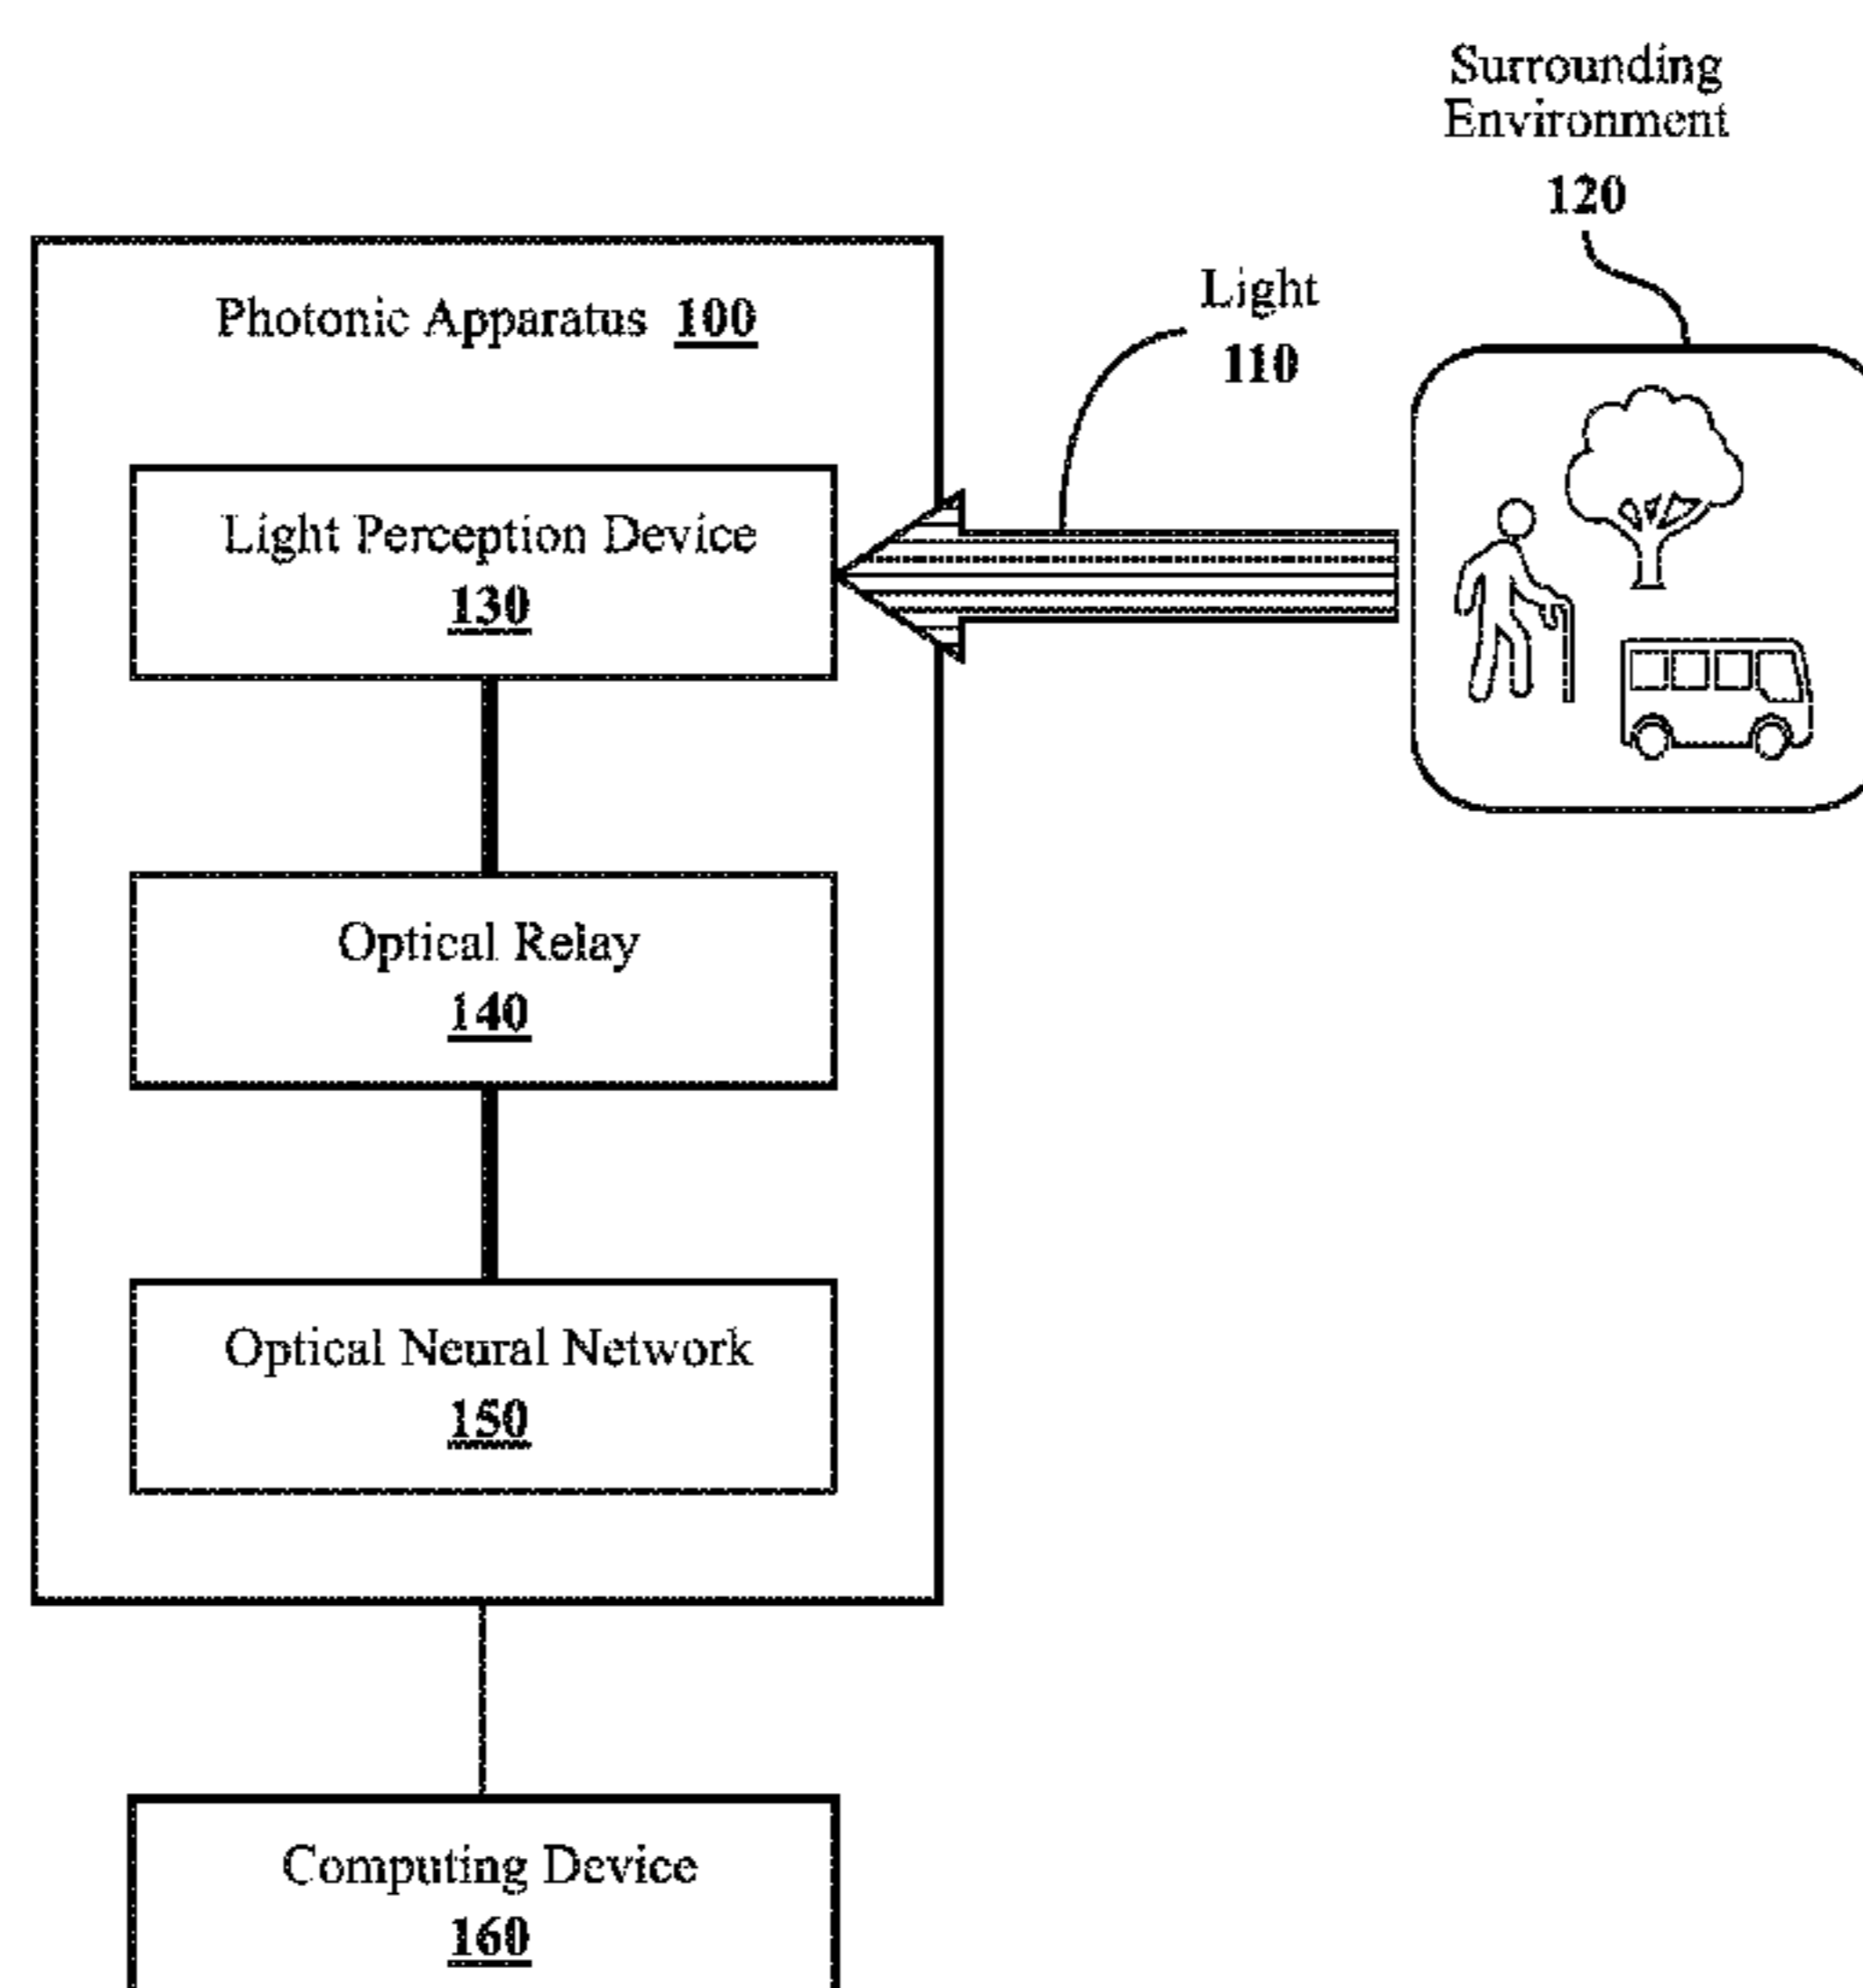 Surrounding
Environment
120
Photonic Apparatus 100
Light
110
Light Perception Device
130
Optical Relay
140
Optical Neural Network
150
Computing Device
160